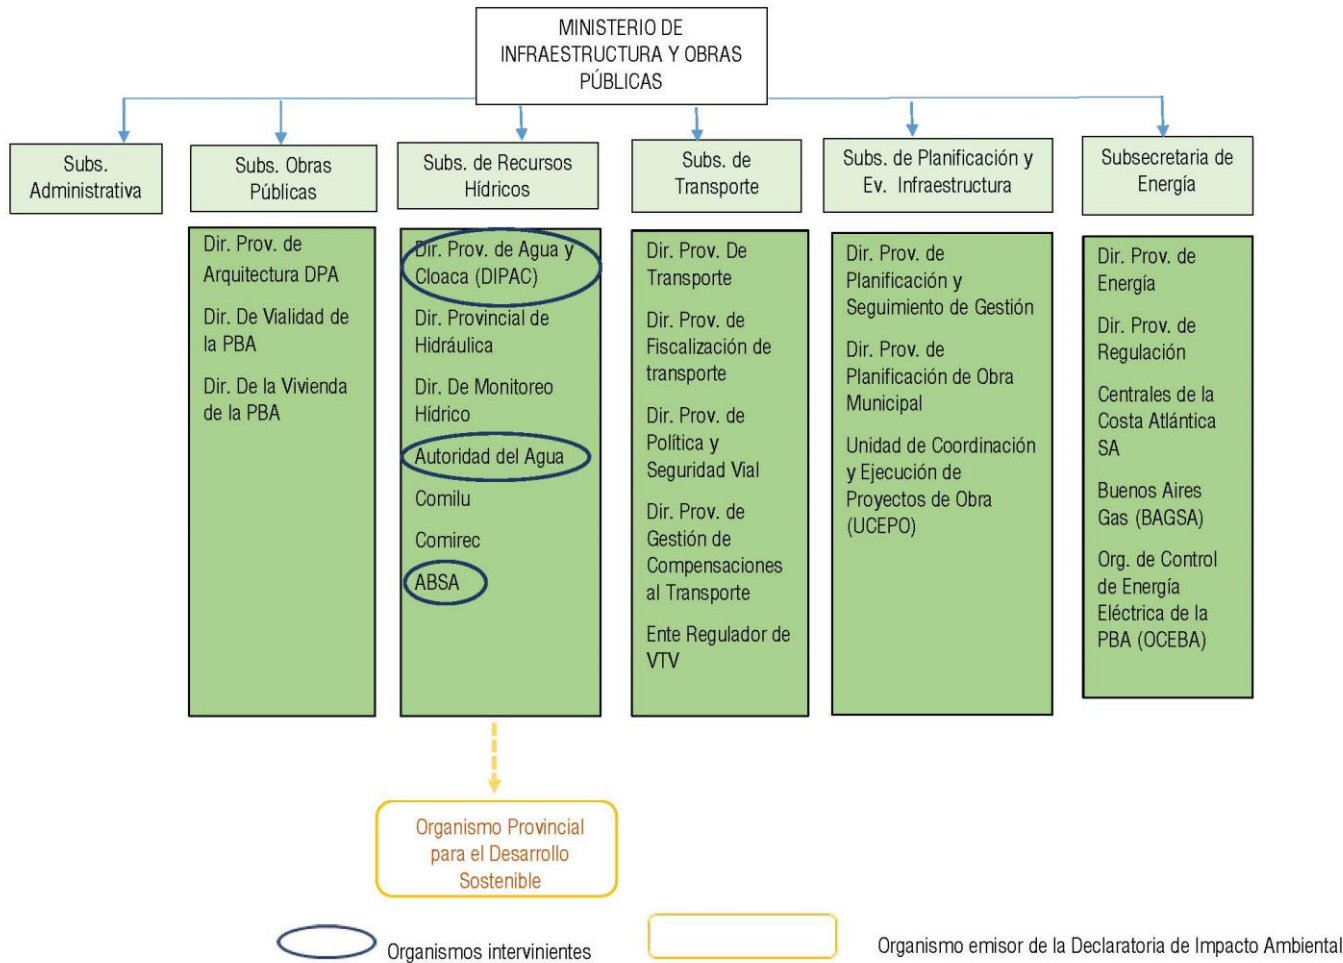 MINISTERIO DE
INFRAESTRUCTURA Y OBRAS
PÚBLICAS
Subs.
Administrativa
Subs. Obras
Públicas
Subs. de Recursos
Hídricos
Subs. de
Transporte
Subs. de Planificación y
Ev. Infraestructura
Subsecretaria de
Energía
Dir. Prov. de
Arquitectura DPA
Dir. De Vialidad de
la PBA
Dir. De la Vivienda
de la PBA
Dir. Prov. de Agua y
Cloaca (DIPAC)
Dir. Provincial de
Hidráulica
Dir. De Monitoreo
Hídrico
Autoridad del Agua
Comilu
Comirec
ABSA
Dir. Prov. De
Transporte
Dir. Prov. de
Fiscalización de
transporte
Dir. Prov. de
Política y
Seguridad Vial
Dir. Prov. de
Gestión de
Compensaciones
al Transporte
Ente Regulador de
VTV
Dir. Prov. de
Planificación y
Seguimiento de Gestión
Dir. Prov. de
Planificación de Obra
Municipal
Unidad de Coordinación
y Ejecución de
Proyectos de Obra
(UCEPO)
Dir. Prov. de
Energía
Dir. Prov. de
Regulación
Centrales de la
Costa Atlántica
SA
Buenos Aires
Gas (BAGSA)
Org. de Control
de Energía
Eléctrica de la
PBA (OCEBA)
Organismo Provincial
para el Desarrollo
Sostenible
Organismos intervinientes
Organismo emisor de la Declaratoria de Impacto Ambiental